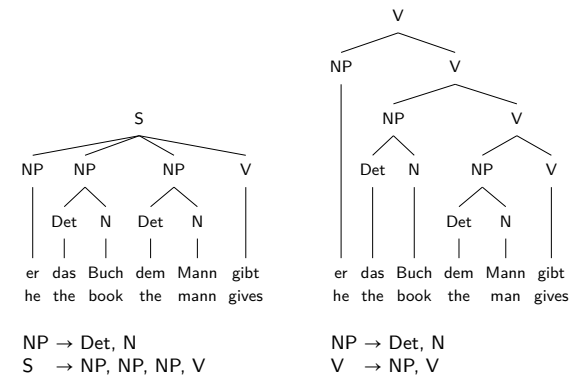 V
NP V
S NP V
NP NP NP V Det N NP V
Det N Det N Det N
er das Buch dem Mann gibt er das Buch dem Mann gibt
he the book the mann gives he the book the man gives
NP → Det, N NP → Det, N
S → NP, NP, NP, V V → NP, V